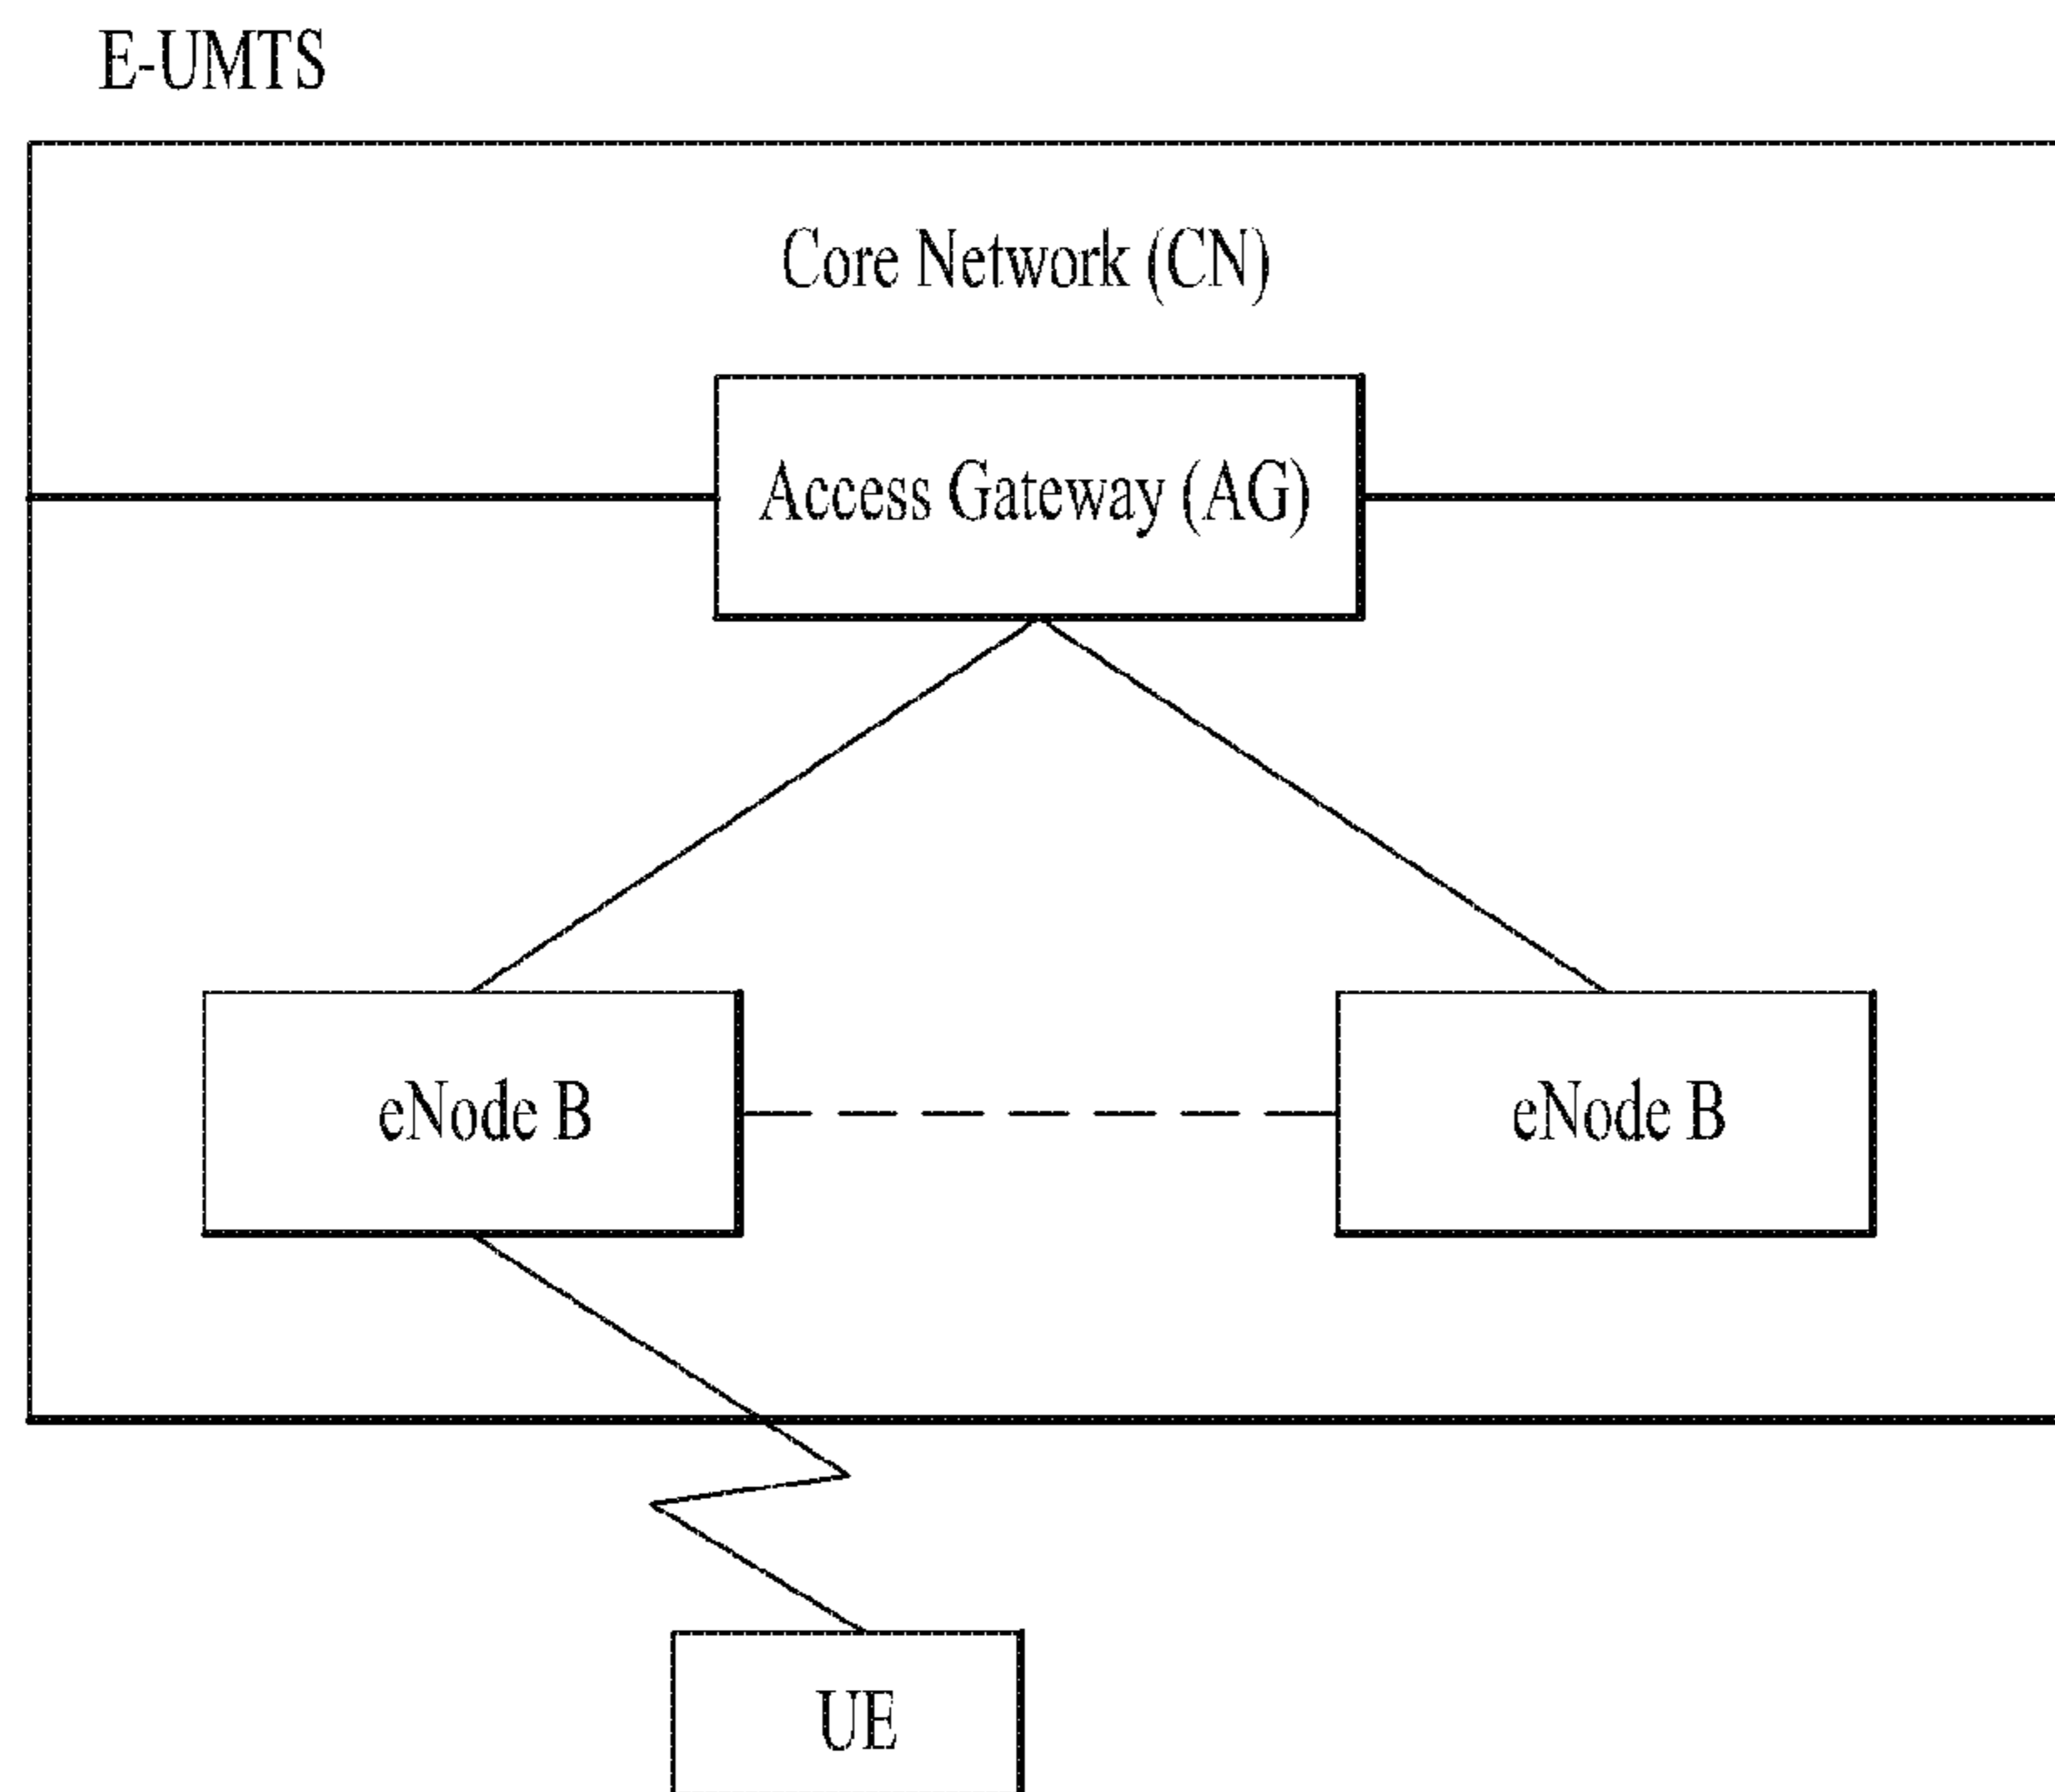 E-UMTS
Core Network (CN)
Access Gateway (AG)
eNode B
eNode B
UE